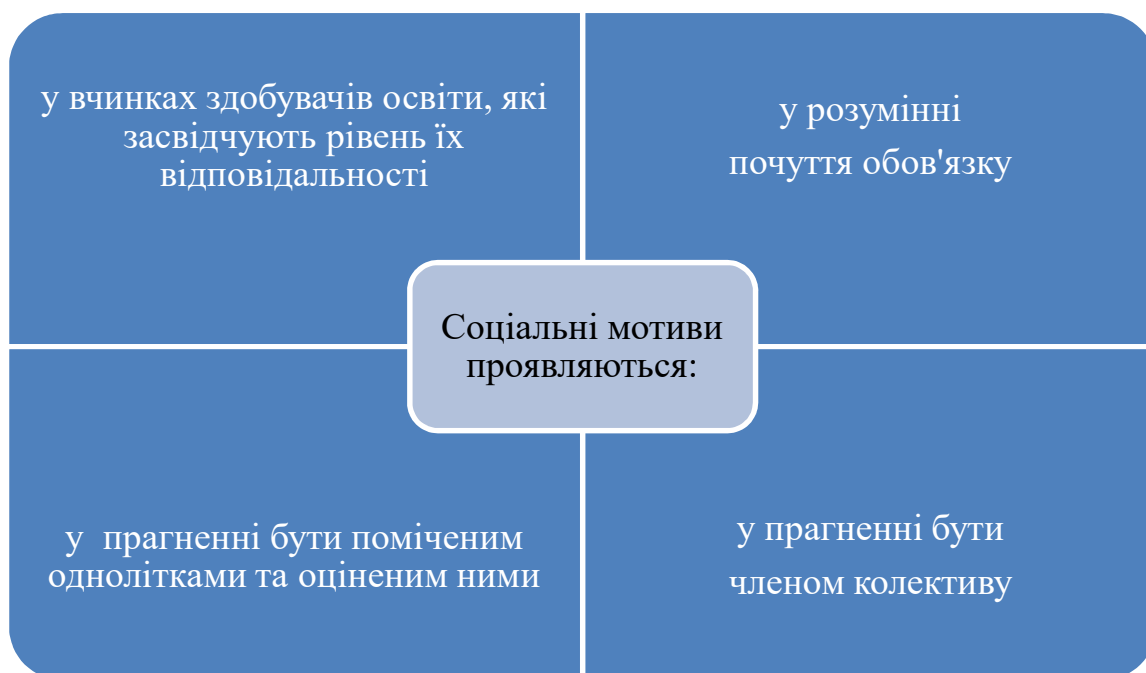 у вчинках здобувачів освіти, які
засвідчують рівень їх
відповідальності
у розумінні
почуття обов'язку
Соціальні мотиви
проявляються:
у прагненні бути поміченим
однолітками та оціненим ними
у прагненні бути
членом колективу